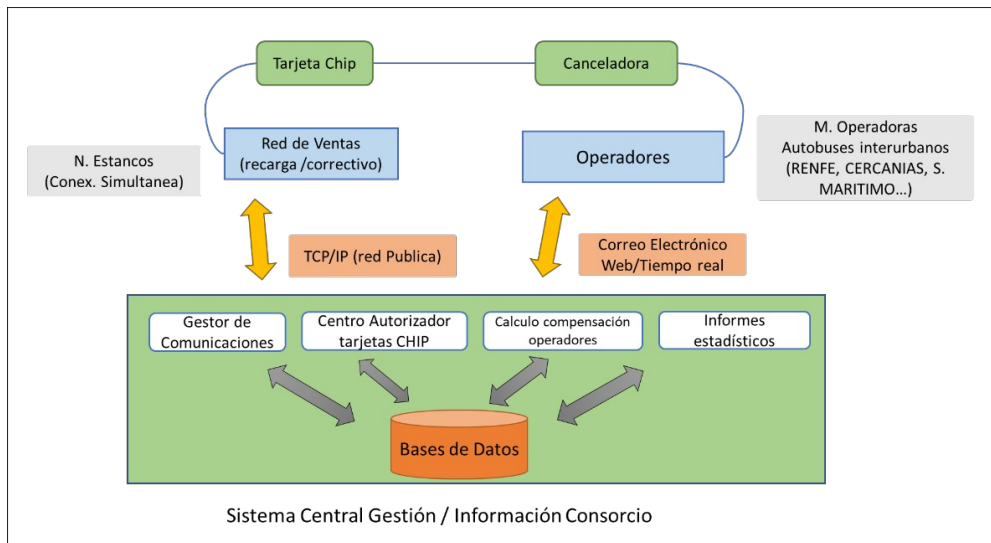 Tarjeta Chip
Canceladora
Red de Ventas
(recarga /correctivo)
Operadores
N. Estancos
(Conex. Simultanea)
M. Operadoras
Autobuses interurbanos
(RENFE, CERCANIAS, S.
MARITIMO...)
TCP/IP (red Publica)
Correo Electrónico
Web/Tiempo real
Gestor de
Comunicaciones
Centro Autorizador
tarjetas CHIP
Calculo compensación
operadores
Informes
estadísticos
Bases de Datos
Sistema Central Gestión / Información Consorcio